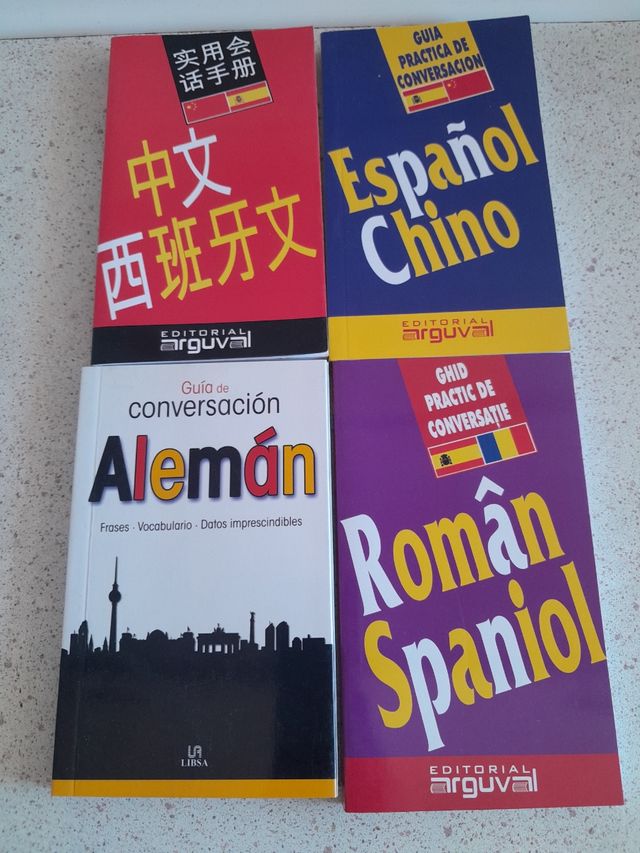 实用会
话手册
中文
西班牙文
EDITORIAL
arguval
GUIA
PRACTICA DE
CONVERSACION
Español
Chino
EDITORIAL
arguval
Guía de
conversación
Alemán
Frases · Vocabulario · Datos imprescindibles
LIBSA
GHID
PRACTIC DE
CONVERSAȚIE
Român
Spaniol
EDITORIAL
arguval